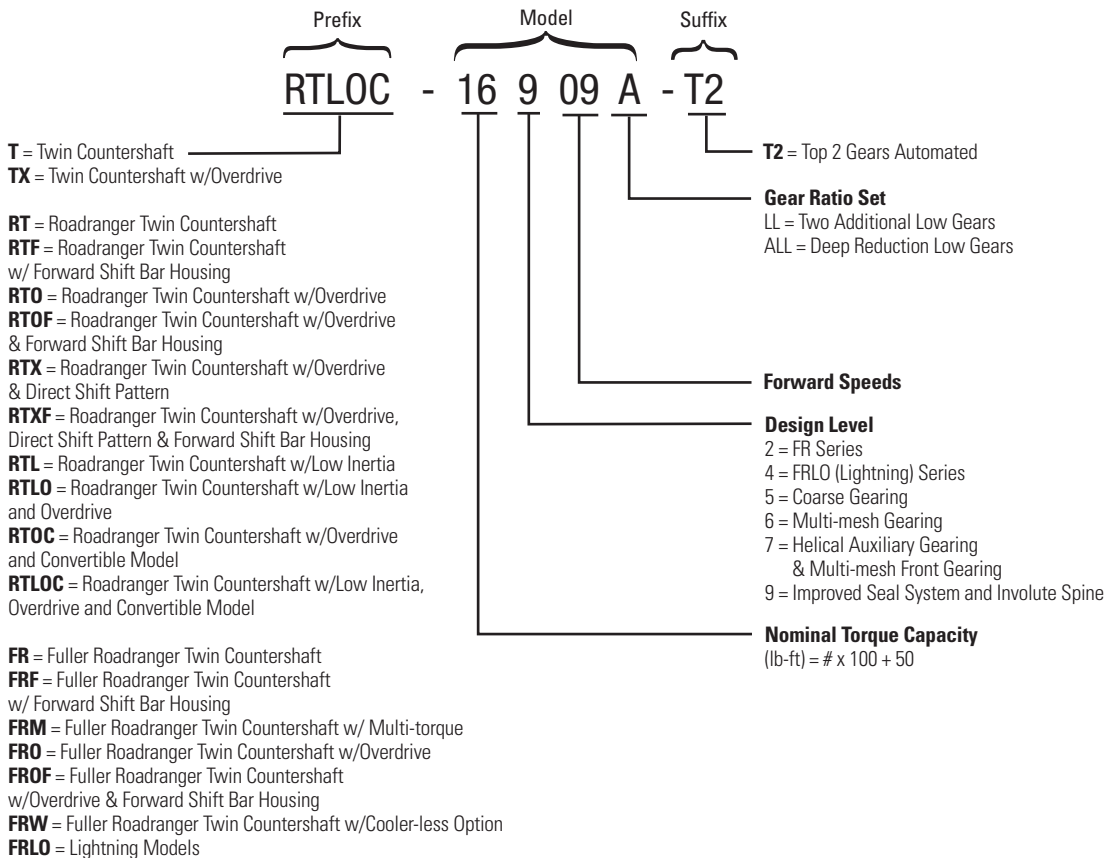 Prefix Model Suffix
RTLOC - 16 9 09 A - T2
T = Twin Countershaft
TX = Twin Countershaft w/Overdrive
RT = Roadranger Twin Countershaft
RTF = Roadranger Twin Countershaft
w/ Forward Shift Bar Housing
RTO = Roadranger Twin Countershaft w/Overdrive
RTOF = Roadranger Twin Countershaft w/Overdrive
& Forward Shift Bar Housing
RTX = Roadranger Twin Countershaft w/Overdrive
& Direct Shift Pattern
RTXF = Roadranger Twin Countershaft w/Overdrive,
Direct Shift Pattern & Forward Shift Bar Housing
RTL = Roadranger Twin Countershaft w/Low Inertia
RTLO = Roadranger Twin Countershaft w/Low Inertia
and Overdrive
RTOC = Roadranger Twin Countershaft w/Overdrive
and Convertible Model
RTLOC = Roadranger Twin Countershaft w/Low Inertia,
Overdrive and Convertible Model
FR = Fuller Roadranger Twin Countershaft
FRF = Fuller Roadranger Twin Countershaft
w/ Forward Shift Bar Housing
FRM = Fuller Roadranger Twin Countershaft w/ Multi-torque
FRO = Fuller Roadranger Twin Countershaft w/Overdrive
FROF = Fuller Roadranger Twin Countershaft
w/Overdrive & Forward Shift Bar Housing
FRW = Fuller Roadranger Twin Countershaft w/Cooler-less Option
FRLO = Lightning Models
T2 = Top 2 Gears Automated
Gear Ratio Set
LL = Two Additional Low Gears
ALL = Deep Reduction Low Gears
Forward Speeds
Design Level
2 = FR Series
4 = FRLO (Lightning) Series
5 = Coarse Gearing
6 = Multi-mesh Gearing
7 = Helical Auxiliary Gearing
& Multi-mesh Front Gearing
9 = Improved Seal System and Involute Spine
Nominal Torque Capacity
(lb-ft) = # x 100 + 50